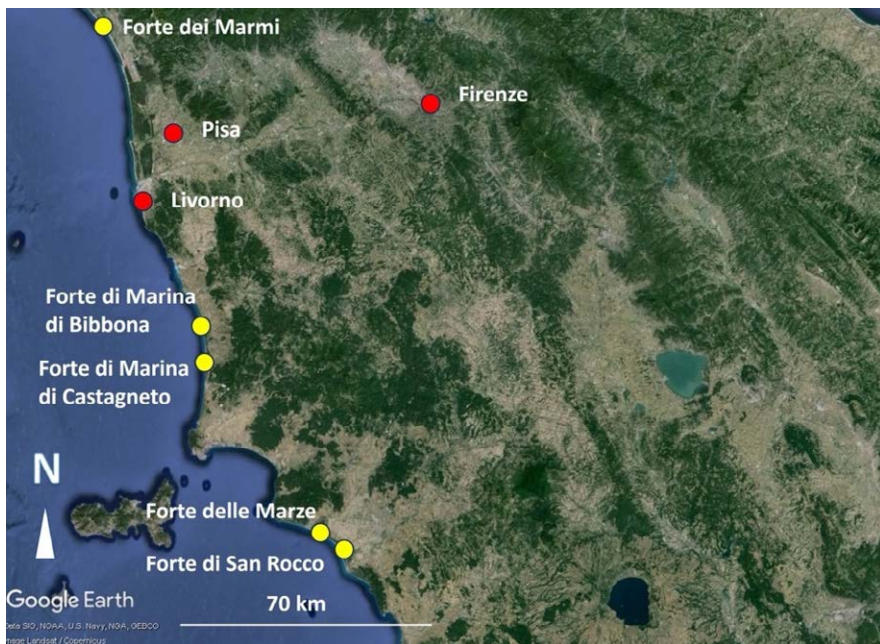 Forte dei Marmi
Firenze
Pisa
Livorno
Forte di Marina
di Bibbona
Forte di Marina
di Castagneto
N
Forte delle Marze
Forte di San Rocco
Google Earth
70 km
Data SIO, NOAA, U.S. Navy, NGA, GEBCO
Image Landsat / Copernicus